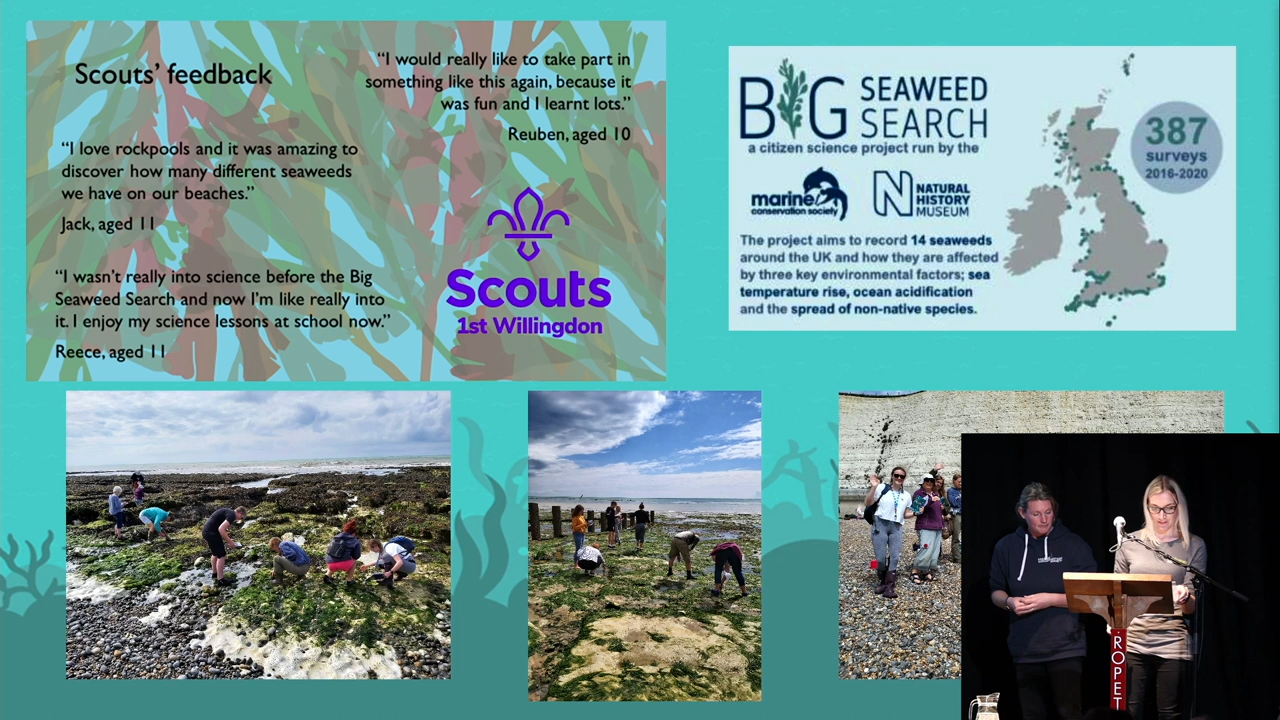 Scouts' feedback
“I would really like to take part in
something like this again, because it
was fun and I learnt lots.”
Reuben, aged 10
“I love rockpools and it was amazing to
discover how many different seaweeds
we have on our beaches.”
Jack, aged 11
“I wasn't really into science before the Big
Seaweed Search and now I'm like really into
it. I enjoy my science lessons at school now.”
Reece, aged 11
Scouts
1st Willingdon
BIG SEAWEED
SEARCH
a citizen science project run by the
marine
conservation society
N NATURAL
HISTORY
MUSEUM
387
surveys
2016-2020
The project aims to record 14 seaweeds
around the UK and how they are affected
by three key environmental factors; sea
temperature rise, ocean acidification
and the spread of non-native species.
ROPET